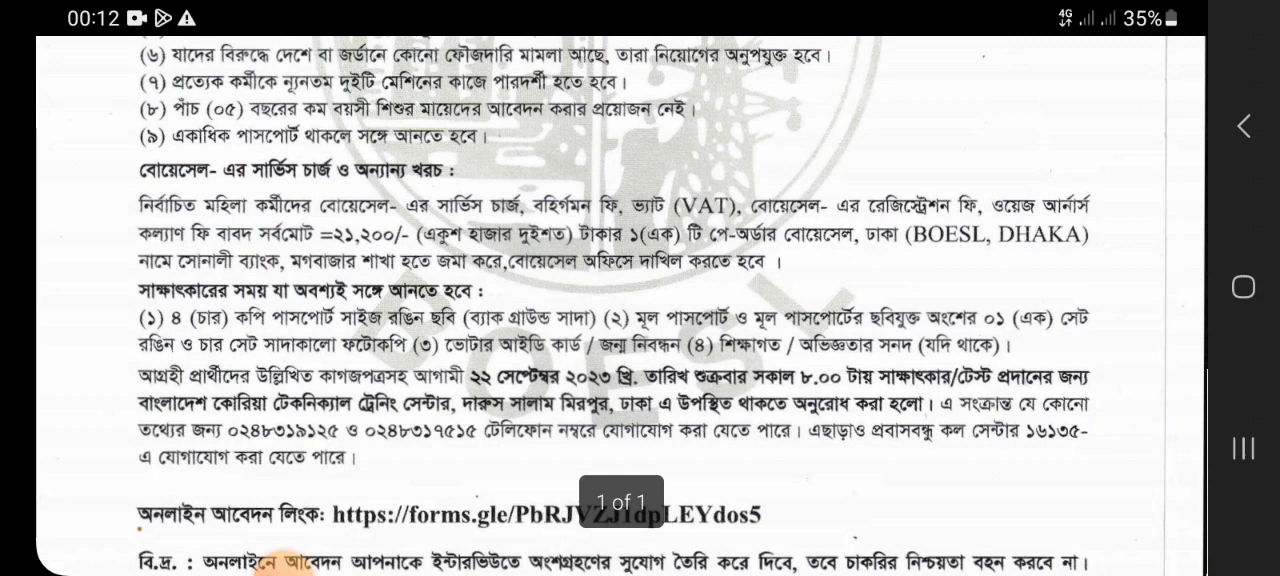 00:12
4G 35%
(৬) যাদের বিরুদ্ধে দেশে বা জর্ডানে কোনো ফৌজদারি মামলা আছে, তারা নিয়োগের অনুপযুক্ত হবে।
(৭) প্রত্যেক কর্মীকে ন্যূনতম দুইটি মেশিনের কাজে পারদর্শী হতে হবে।
(৮) পাঁচ (০৫) বছরের কম বয়সী শিশুর মায়েদের আবেদন করার প্রয়োজন নেই।
(৯) একাধিক পাসপোর্ট থাকলে সঙ্গে আনতে হবে।
বোয়েসেল- এর সার্ভিস চার্জ ও অন্যান্য খরচ :
নির্বাচিত মহিলা কর্মীদের বোয়েসেল- এর সার্ভিস চার্জ, বহির্গমন ফি, ভ্যাট (VAT), বোয়েসেল- এর রেজিস্ট্রেশন ফি, ওয়েজ আর্নার্স
কল্যাণ ফি বাবদ সর্বমোট =২১,২০০/- (একুশ হাজার দুইশত) টাকার ১(এক) টি পে-অর্ডার বোয়েসেল, ঢাকা (BOESL, DHAKA)
নামে সোনালী ব্যাংক, মগবাজার শাখা হতে জমা করে,বোয়েসেল অফিসে দাখিল করতে হবে ।
সাক্ষাৎকারের সময় যা অবশ্যই সঙ্গে আনতে হবে :
(১) ৪ (চার) কপি পাসপোর্ট সাইজ রঙিন ছবি (ব্যাক গ্রাউন্ড সাদা) (২) মূল পাসপোর্ট ও মূল পাসপোর্টের ছবিযুক্ত অংশের ০১ (এক) সেট
রঙিন ও চার সেট সাদাকালো ফটোকপি (৩) ভোটার আইডি কার্ড / জন্ম নিবন্ধন (৪) শিক্ষাগত / অভিজ্ঞতার সনদ (যদি থাকে)।
আগ্রহী প্রার্থীদের উল্লিখিত কাগজপত্রসহ আগামী ২২ সেপ্টেম্বর ২০২৩ খ্রি. তারিখ শুক্রবার সকাল ৮.০০ টায় সাক্ষাৎকার/টেস্ট প্রদানের জন্য
বাংলাদেশ কোরিয়া টেকনিক্যাল ট্রেনিং সেন্টার, দারুস সালাম মিরপুর, ঢাকা এ উপস্থিত থাকতে অনুরোধ করা হলো। এ সংক্রান্ত যে কোনো
তথ্যের জন্য ০২৪৮৩১৯১২৫ ও ০২৪৮৩১৭৫১৫ টেলিফোন নম্বরে যোগাযোগ করা যেতে পারে। এছাড়াও প্রবাসবন্ধু কল সেন্টার ১৬১৩৫-
এ যোগাযোগ করা যেতে পারে।
BOESL
1 of 1
অনলাইন আবেদন লিংকঃ https://forms.gle/PbRJVZJ1dpLEYdos5
বি.দ্র. : অনলাইনে আবেদন আপনাকে ইন্টারভিউতে অংশগ্রহণের সুযোগ তৈরি করে দিবে, তবে চাকরির নিশ্চয়তা বহন করবে না।